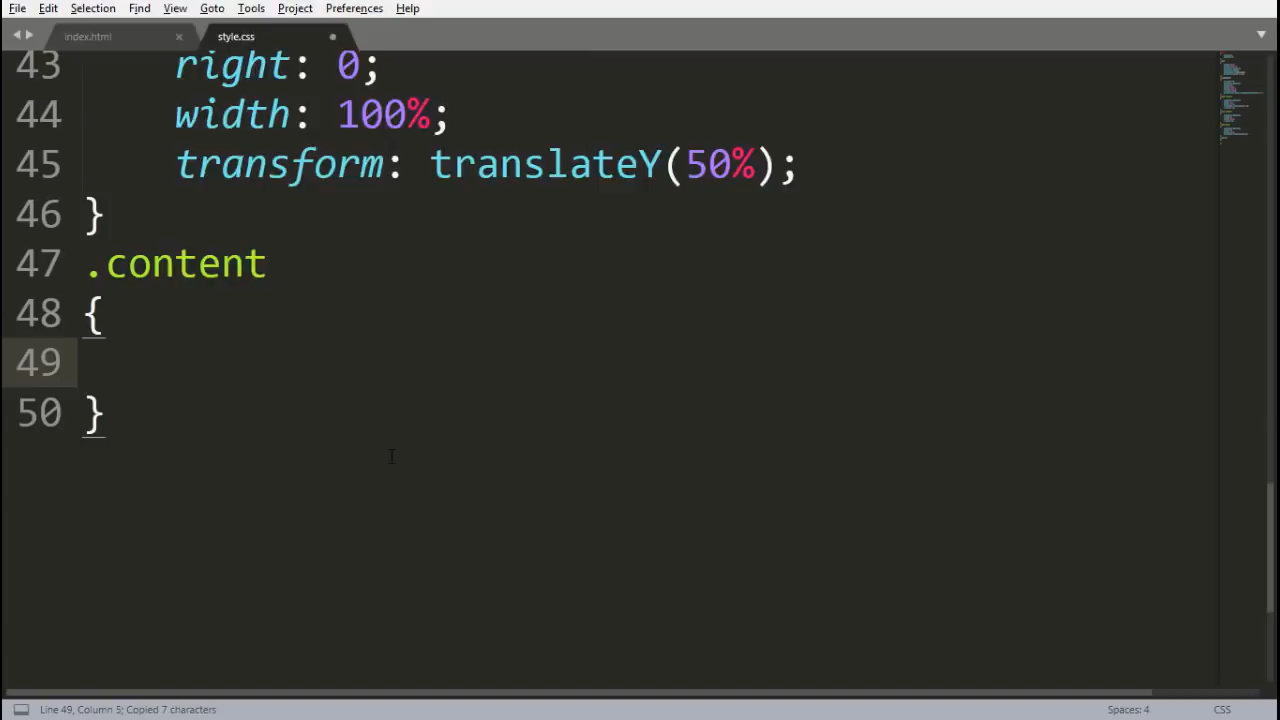 File Edit Selection Find View Goto Tools Project Preferences Help
index.html × style.css
43 right: 0;
44 width: 100%;
45 transform: translateY(50%);
46 }
47 .content
48 {
49
50 }
Line 49, Column 5; Copied 7 characters Spaces: 4 CSS